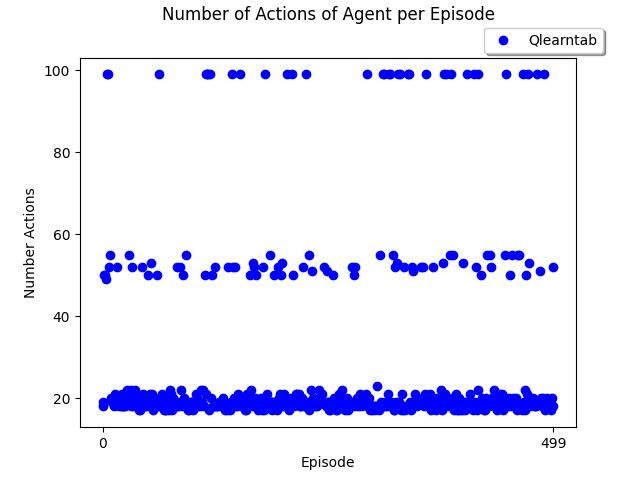 Number of Actions of Agent per Episode
Qlearntab
100
80
60
40
20
Number Actions
0
499
Episode